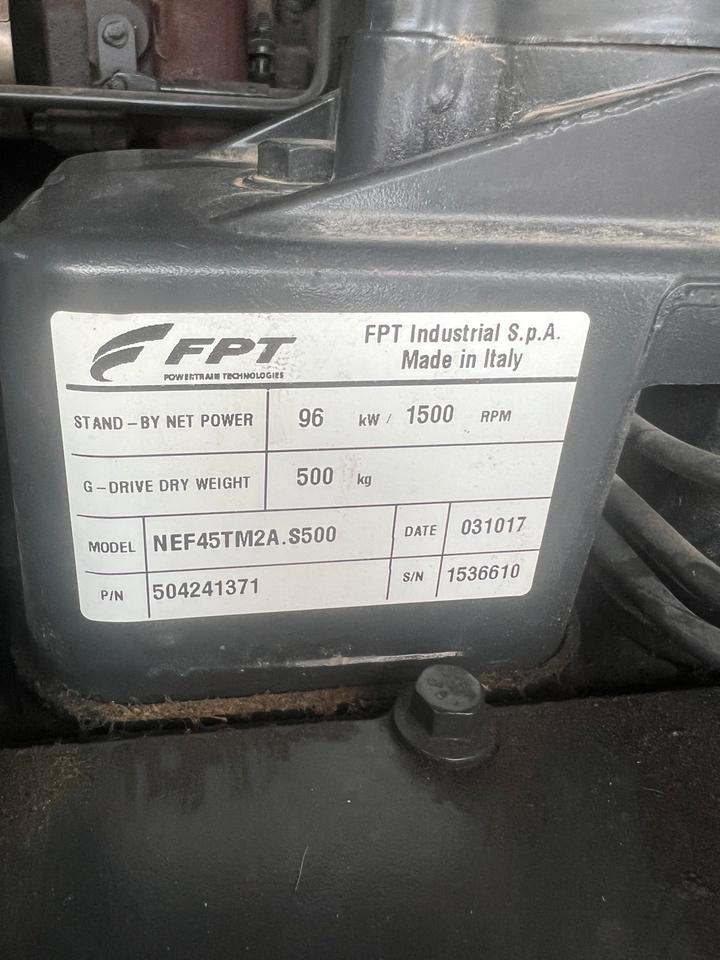 FPT
POWERTRAIN TECHNOLOGIES
FPT Industrial S.p.A.
Made in Italy
STAND-BY NET POWER 96 kW / 1500 RPM
G-DRIVE DRY WEIGHT 500 kg
MODEL NEF45TM2A.S500 DATE 031017
P/N 504241371 S/N 1536610